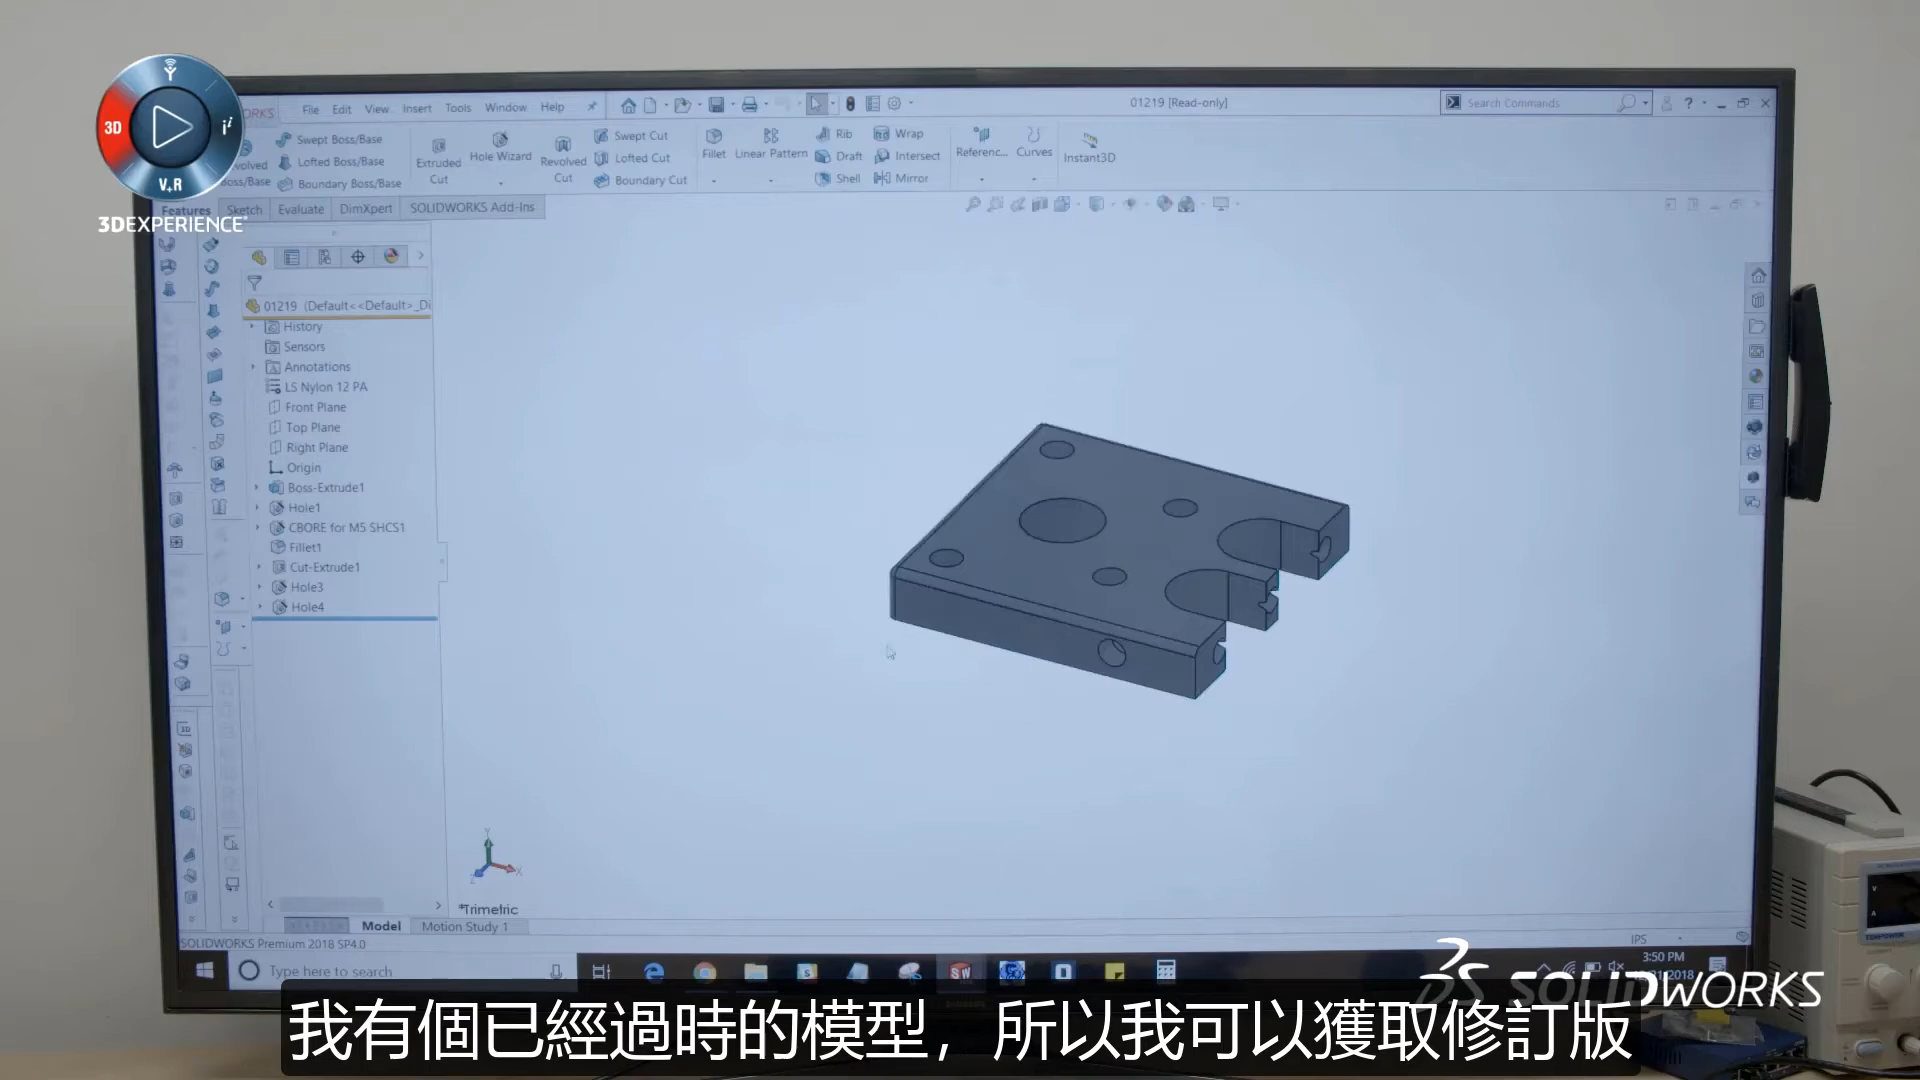 3D
i²
V+R
3DEXPERIENCE
File Edit View Insert Tools Window Help
01219 [Read-only]
Search Commands
Swept Boss/Base
Lofted Boss/Base
Boundary Boss/Base
Extruded Cut
Hole Wizard
Revolved Cut
Swept Cut
Lofted Cut
Boundary Cut
Fillet
Linear Pattern
Rib
Draft
Shell
Wrap
Intersect
Mirror
Referenc...
Curves
Instant3D
Features Sketch Evaluate DimXpert SOLIDWORKS Add-Ins
01219 (Default<<Default>_Di
History
Sensors
Annotations
LS Nylon 12 PA
Front Plane
Top Plane
Right Plane
Origin
Boss-Extrude1
Hole1
CBORE for M5 SHCS1
Fillet1
Cut-Extrude1
Hole3
Hole4
*Trimetric
Model Motion Study 1
SOLIDWORKS Premium 2018 SP4.0
IPS
Type here to search
3:50 PM
SOLIDWORKS
我有個已經過時的模型，所以我可以獲取修訂版